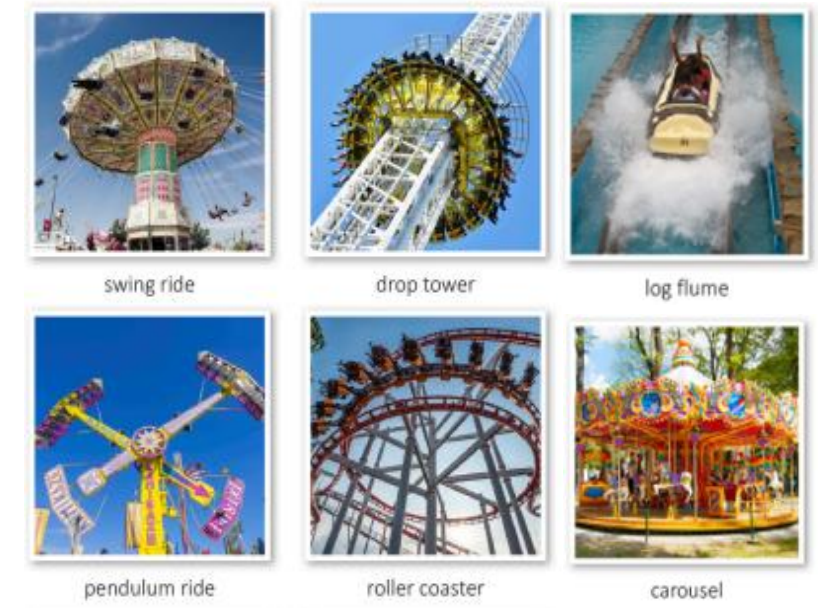 swing ride
drop tower
log flume
pendulum ride
roller coaster
carousel